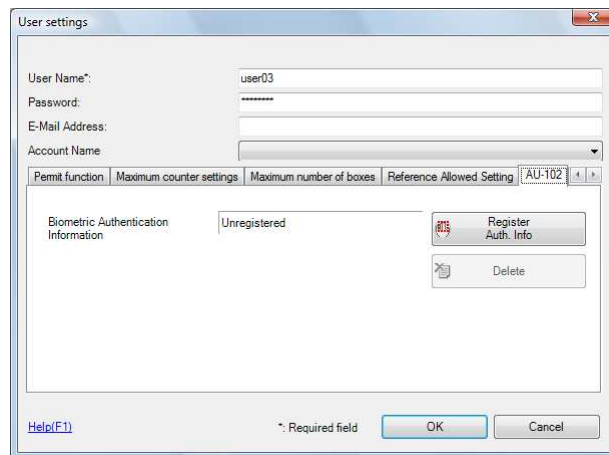 User settings
User Name*:
user03
Password:
********
E-Mail Address:
Account Name
Permit function
Maximum counter settings
Maximum number of boxes
Reference Allowed Setting
AU-102
Biometric Authentication
Information
Unregistered
Register
Auth. Info
Delete
Help(F1)
*: Required field
OK
Cancel